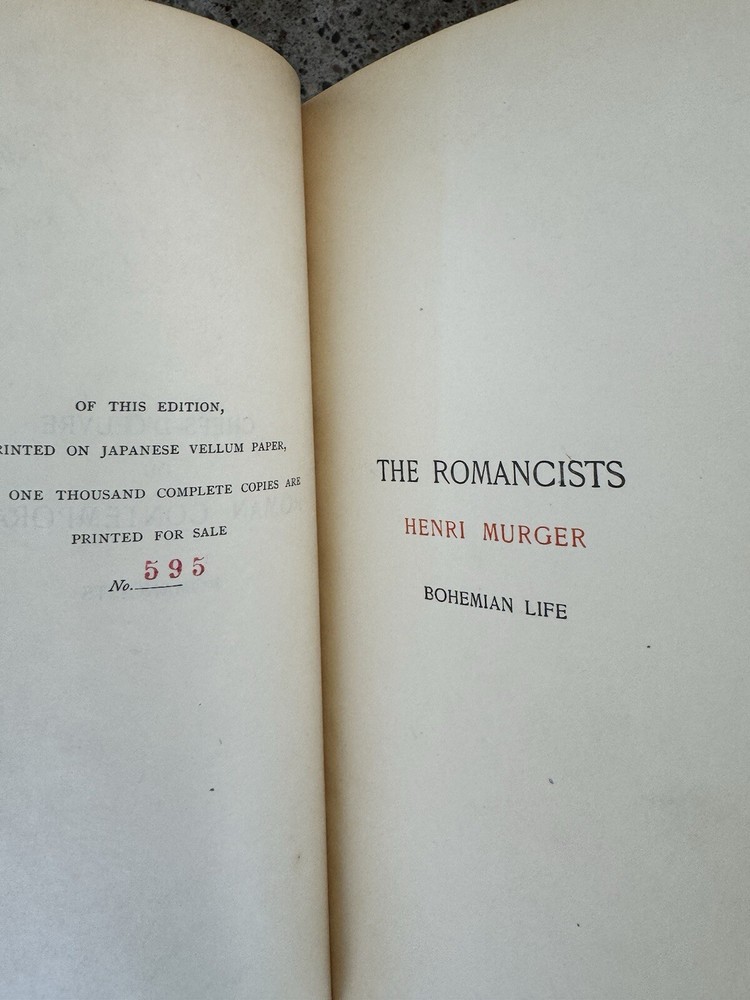 OF THIS EDITION,
RINTED ON JAPANESE VELLUM PAPER,
ONE THOUSAND COMPLETE COPIES ARE
PRINTED FOR SALE
No. 595
THE ROMANCISTS
HENRI MURGER
BOHEMIAN LIFE